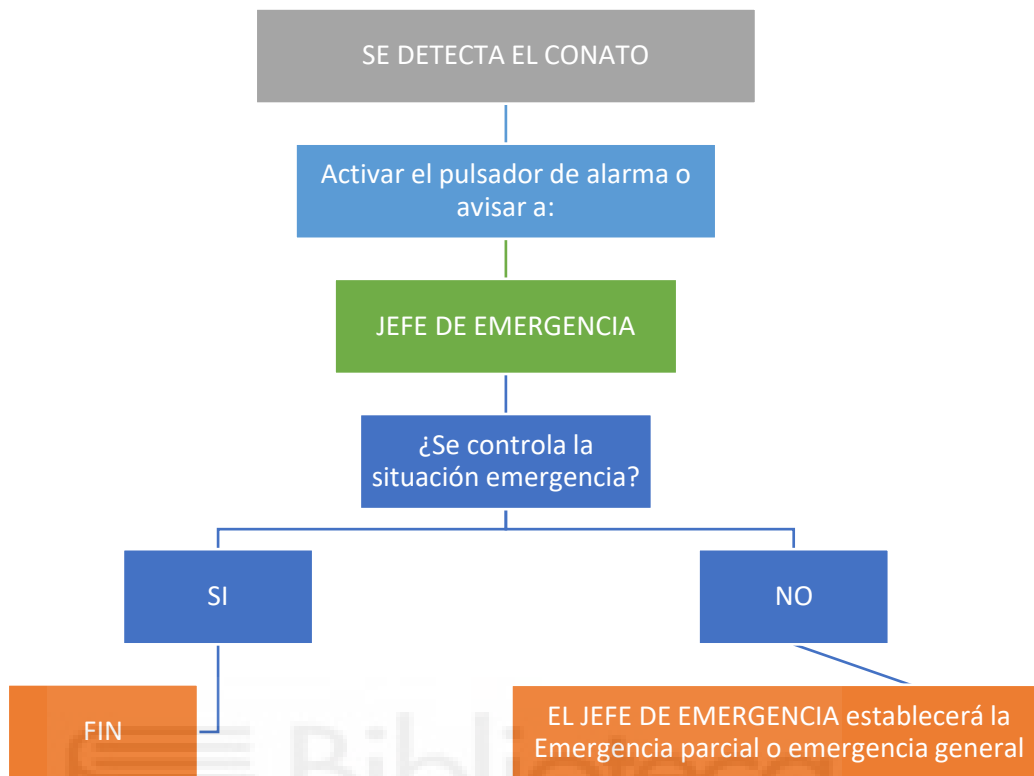 SE DETECTA EL CONATO
Activar el pulsador de alarma o
avisar a:
JEFE DE EMERGENCIA
¿Se controla la
situación emergencia?
SI
NO
FIN
EL JEFE DE EMERGENCIA establecerá la
Emergencia parcial o emergencia general
Biblioteca